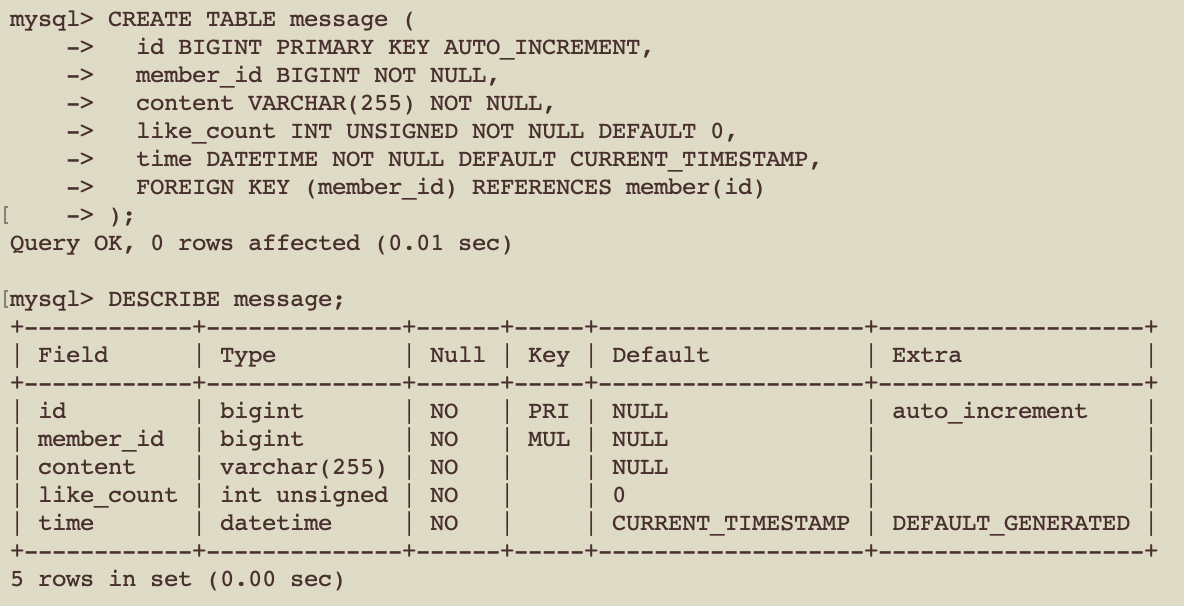 mysql> CREATE TABLE message (
    ->   id BIGINT PRIMARY KEY AUTO_INCREMENT,
    ->   member_id BIGINT NOT NULL,
    ->   content VARCHAR(255) NOT NULL,
    ->   like_count INT UNSIGNED NOT NULL DEFAULT 0,
    ->   time DATETIME NOT NULL DEFAULT CURRENT_TIMESTAMP,
    ->   FOREIGN KEY (member_id) REFERENCES member(id)
[    -> );
Query OK, 0 rows affected (0.01 sec)

[mysql> DESCRIBE message;
+------------+--------------+------+-----+-------------------+-------------------+
| Field      | Type         | Null | Key | Default           | Extra             |
+------------+--------------+------+-----+-------------------+-------------------+
| id         | bigint       | NO   | PRI | NULL              | auto_increment    |
| member_id  | bigint       | NO   | MUL | NULL              |                   |
| content    | varchar(255) | NO   |     | NULL              |                   |
| like_count | int unsigned | NO   |     | 0                 |                   |
| time       | datetime     | NO   |     | CURRENT_TIMESTAMP | DEFAULT_GENERATED |
+------------+--------------+------+-----+-------------------+-------------------+
5 rows in set (0.00 sec)